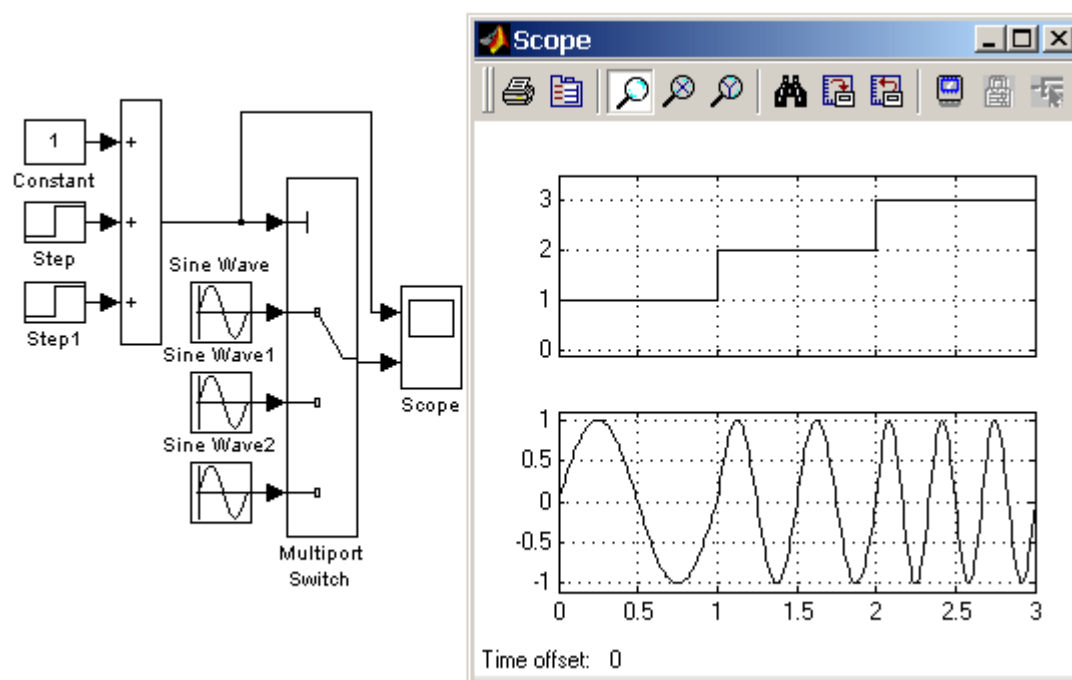 Scope
1
+
Constant
+
Step
+
Step1
Sine Wave
Sine Wave1
Sine Wave2
Multiport
Switch
Scope
3
2
1
0
1
0.5
0
-0.5
-1
0 0.5 1 1.5 2 2.5 3
Time offset: 0